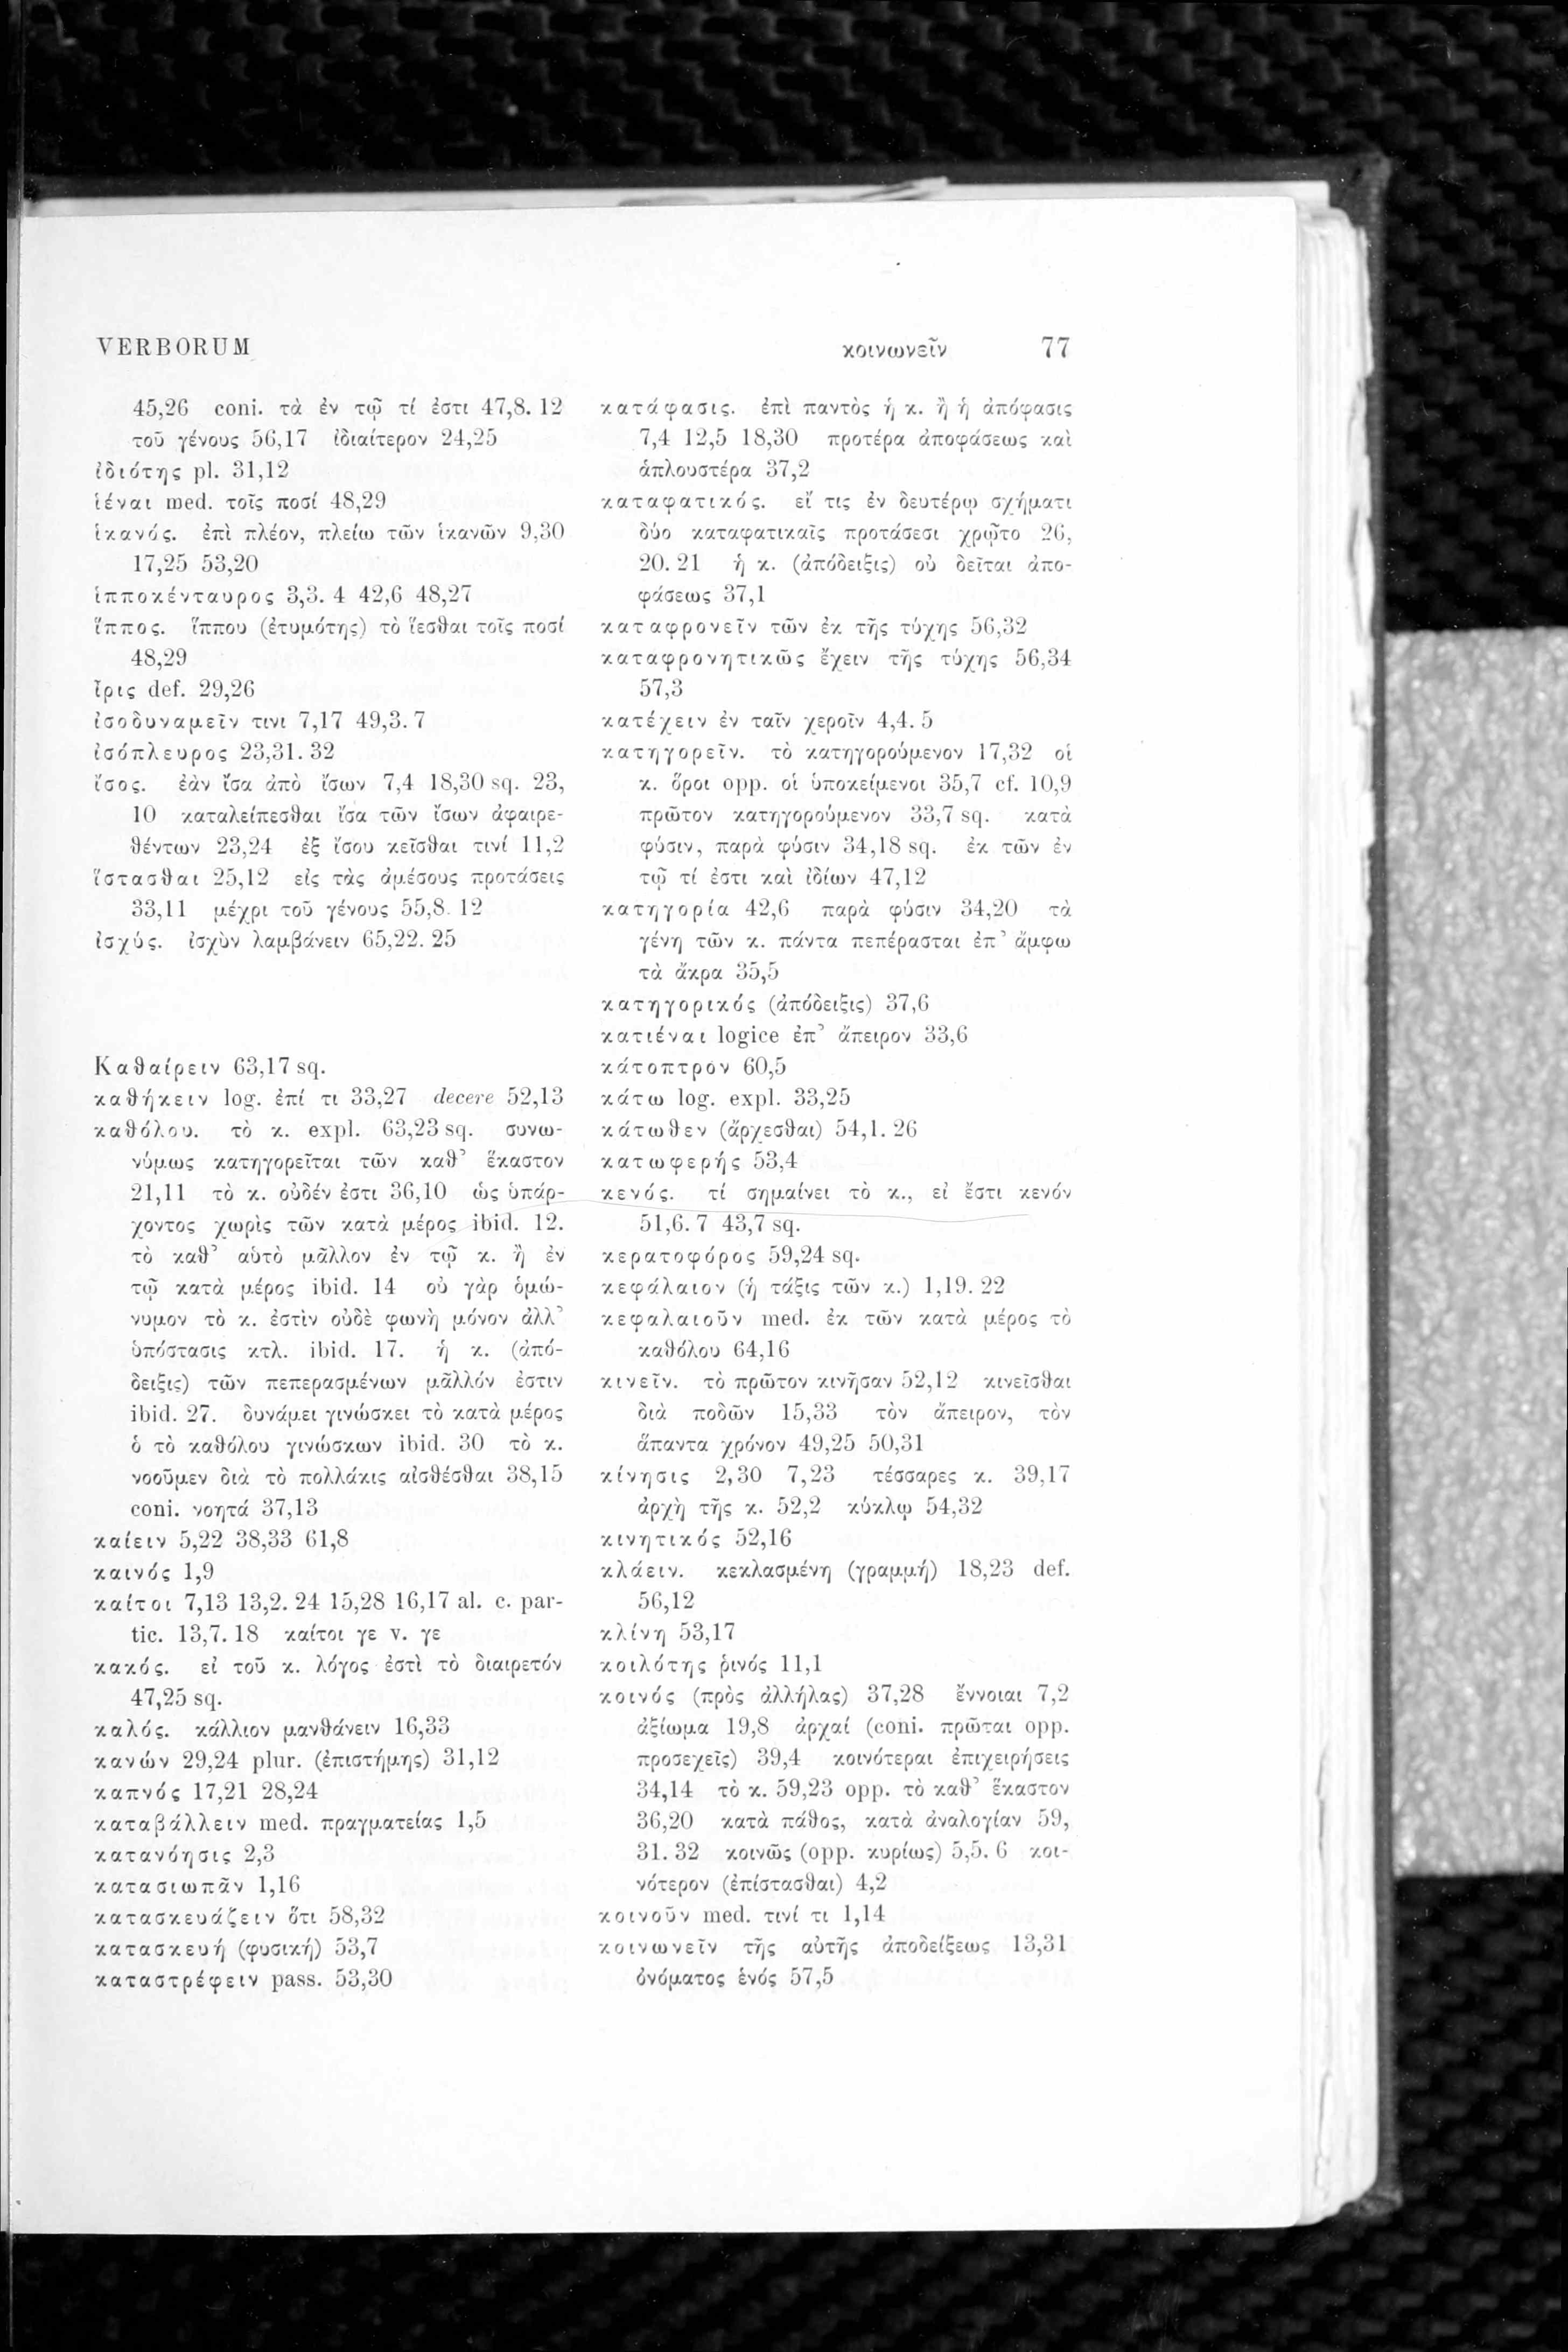 VERBORUM
κοινωνεῖν 77
45,26 coni. τὰ ἐν τῷ τί ἐστι 47,8. 12
τοῦ γένους 56,17 ἰδιαίτερον 24,25
ἰδιότης pl. 31,12
ἱέναι med. τοῖς ποσί 48,29
ἱκανός. ἐπὶ πλέον, πλείω τῶν ἱκανῶν 9,30
17,25 53,20
ἱπποκένταυρος 3,3. 4 42,6 48,27
ἵππος. ἵππου (ἐτυμότης) τὸ ἵεσθαι τοῖς ποσί
48,29
ἶρις def. 29,26
ἰσοδυναμεῖν τινι 7,17 49,3. 7
ἰσόπλευρος 23,31. 32
ἴσος. ἐὰν ἴσα ἀπὸ ἴσων 7,4 18,30 sq. 23,
10 καταλείπεσθαι ἴσα τῶν ἴσων ἀφαιρε-
θέντων 23,24 ἐξ ἴσου κεῖσθαι τινί 11,2
ἵστασθαι 25,12 εἰς τὰς ἀμέσους προτάσεις
33,11 μέχρι τοῦ γένους 55,8. 12
ἰσχύς. ἰσχὺν λαμβάνειν 65,22. 25
Καθαίρειν 63,17 sq.
καθήκειν log. ἐπί τι 33,27 decere 52,13
καθόλου. τὸ κ. expl. 63,23 sq. συνω-
νύμως κατηγορεῖται τῶν καθ’ ἕκαστον
21,11 τὸ κ. οὐδέν ἐστι 36,10 ὡς ὑπάρ-
χοντος χωρὶς τῶν κατὰ μέρος ibid. 12.
τὸ καθ’ αὑτὸ μᾶλλον ἐν τῷ κ. ἢ ἐν
τῷ κατὰ μέρος ibid. 14 οὐ γὰρ ὁμώ-
νυμον τὸ κ. ἐστὶν οὐδὲ φωνὴ μόνον ἀλλ’
ὑπόστασις κτλ. ibid. 17. ἡ κ. (ἀπό-
δειξις) τῶν πεπερασμένων μᾶλλόν ἐστιν
ibid. 27. δυνάμει γινώσκει τὸ κατὰ μέρος
ὁ τὸ καθόλου γινώσκων ibid. 30 τὸ κ.
νοοῦμεν διὰ τὸ πολλάκις αἰσθέσθαι 38,15
coni. νοητά 37,13
καίειν 5,22 38,33 61,8
καινός 1,9
καίτοι 7,13 13,2. 24 15,28 16,17 al. c. par-
tic. 13,7. 18 καίτοι γε v. γε
κακός. εἰ τοῦ κ. λόγος ἐστὶ τὸ διαιρετόν
47,25 sq.
καλός. κάλλιον μανθάνειν 16,33
κανών 29,24 plur. (ἐπιστήμης) 31,12
καπνός 17,21 28,24
καταβάλλειν med. πραγματείας 1,5
κατανόησις 2,3
κατασιωπᾶν 1,16
κατασκευάζειν ὅτι 58,32
κατασκευή (φυσική) 53,7
καταστρέφειν pass. 53,30
κατάφασις. ἐπὶ παντὸς ἡ κ. ἢ ἡ ἀπόφασις
7,4 12,5 18,30 προτέρα ἀποφάσεως καὶ
ἁπλουστέρα 37,2
καταφατικός. εἴ τις ἐν δευτέρῳ σχήματι
δύο καταφατικαῖς προτάσεσι χρῷτο 26,
20. 21 ἡ κ. (ἀπόδειξις) οὐ δεῖται ἀπο-
φάσεως 37,1
καταφρονεῖν τῶν ἐκ τῆς τύχης 56,32
καταφρονητικῶς ἔχειν τῆς τύχης 56,34
57,3
κατέχειν ἐν ταῖν χεροῖν 4,4. 5
κατηγορεῖν. τὸ κατηγορούμενον 17,32 οἱ
κ. ὅροι opp. οἱ ὑποκείμενοι 35,7 cf. 10,9
πρῶτον κατηγορούμενον 33,7 sq. κατὰ
φύσιν, παρὰ φύσιν 34,18 sq. ἐκ τῶν ἐν
τῷ τί ἐστι καὶ ἰδίων 47,12
κατηγορία 42,6 παρὰ φύσιν 34,20 τὰ
γένη τῶν κ. πάντα πεπέρασται ἐπ’ ἄμφω
τὰ ἄκρα 35,5
κατηγορικός (ἀπόδειξις) 37,6
κατιέναι logice ἐπ’ ἄπειρον 33,6
κάτοπτρον 60,5
κάτω log. expl. 33,25
κάτωθεν (ἄρχεσθαι) 54,1. 26
κατωφερής 53,4
κενός. τί σημαίνει τὸ κ., εἰ ἔστι κενόν
51,6. 7 43,7 sq.
κερατοφόρος 59,24 sq.
κεφάλαιον (ἡ τάξις τῶν κ.) 1,19. 22
κεφαλαιοῦν med. ἐκ τῶν κατὰ μέρος τὸ
καθόλου 64,16
κινεῖν. τὸ πρῶτον κινῆσαν 52,12 κινεῖσθαι
διὰ ποδῶν 15,33 τὸν ἄπειρον, τὸν
ἅπαντα χρόνον 49,25 50,31
κίνησις 2,30 7,23 τέσσαρες κ. 39,17
ἀρχὴ τῆς κ. 52,2 κύκλῳ 54,32
κινητικός 52,16
κλάειν. κεκλασμένη (γραμμή) 18,23 def.
56,12
κλίνη 53,17
κοιλότης ῥινός 11,1
κοινός (πρὸς ἀλλήλας) 37,28 ἔννοιαι 7,2
ἀξίωμα 19,8 ἀρχαί (coni. πρῶται opp.
προσεχεῖς) 39,4 κοινότεραι ἐπιχειρήσεις
34,14 τὸ κ. 59,23 opp. τὸ καθ’ ἕκαστον
36,20 κατὰ πάθος, κατὰ ἀναλογίαν 59,
31. 32 κοινῶς (opp. κυρίως) 5,5. 6 κοι-
νότερον (ἐπίστασθαι) 4,2
κοινοῦν med. τινί τι 1,14
κοινωνεῖν τῆς αὐτῆς ἀποδείξεως 13,31
ὀνόματος ἑνός 57,5